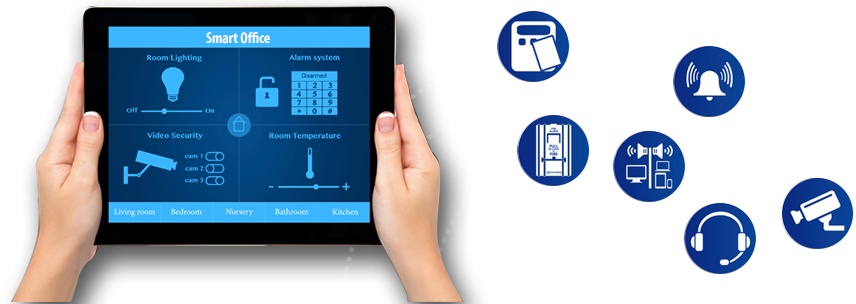 Smart Office
Room Lighting
Off
On
Alarm system
Disarmed
1 2 3
4 5 6
7 8 9
* 0 #
Video Security
cam 1
cam 2
cam 3
Room Temperature
- +
Living room Bedroom Nursery Bathroom Kitchen
PULL
FIRE